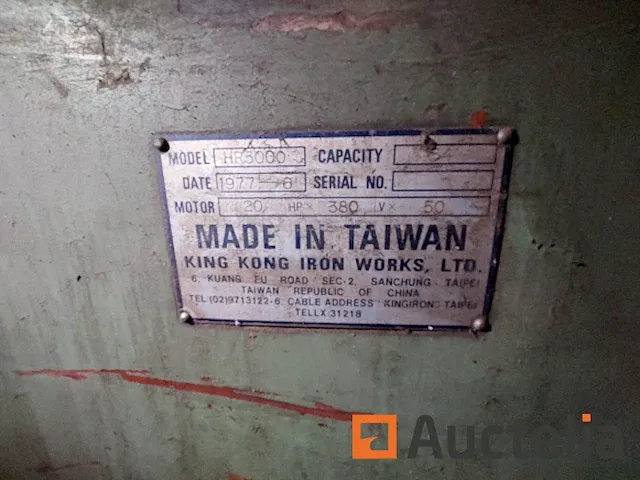 MODEL HR3000 C CAPACITY
DATE 1977-6 SERIAL NO.
MOTOR 20 HP 380 V 50
MADE IN TAIWAN
KING KONG IRON WORKS, LTD.
6, KUANG FU ROAD SEC-2, SANCHUNG TAIPEI
TAIWAN REPUBLIC OF CHINA
TEL:(02)9713122-6, CABLE ADDRESS KINGIRON TAIPEI
TELLX.31218
Auctelia